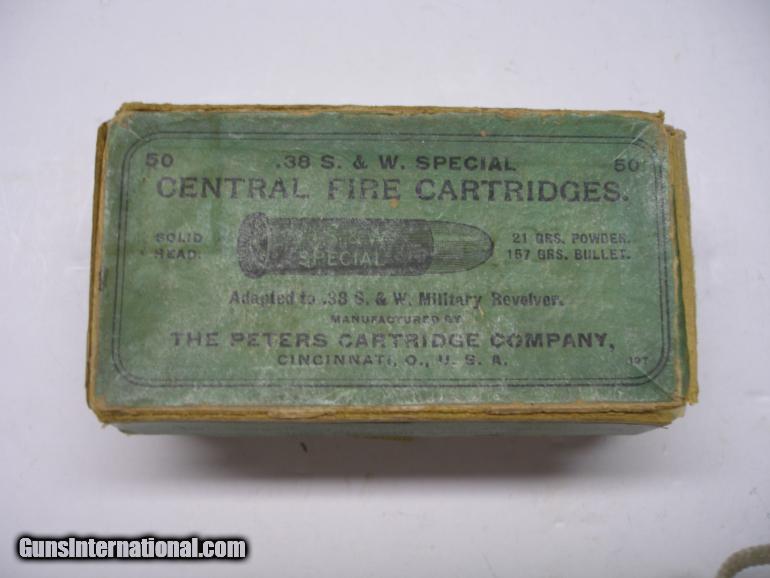 50 .38 S. & W. SPECIAL 50
CENTRAL FIRE CARTRIDGES.
SOLID
HEAD.
SPECIAL
21 GRS. POWDER.
157 GRS. BULLET.
Adapted to .38 S. & W. Military Revolver.
MANUFACTURED BY
THE PETERS CARTRIDGE COMPANY,
CINCINNATI, O., U. S. A.
GunsInternational.com